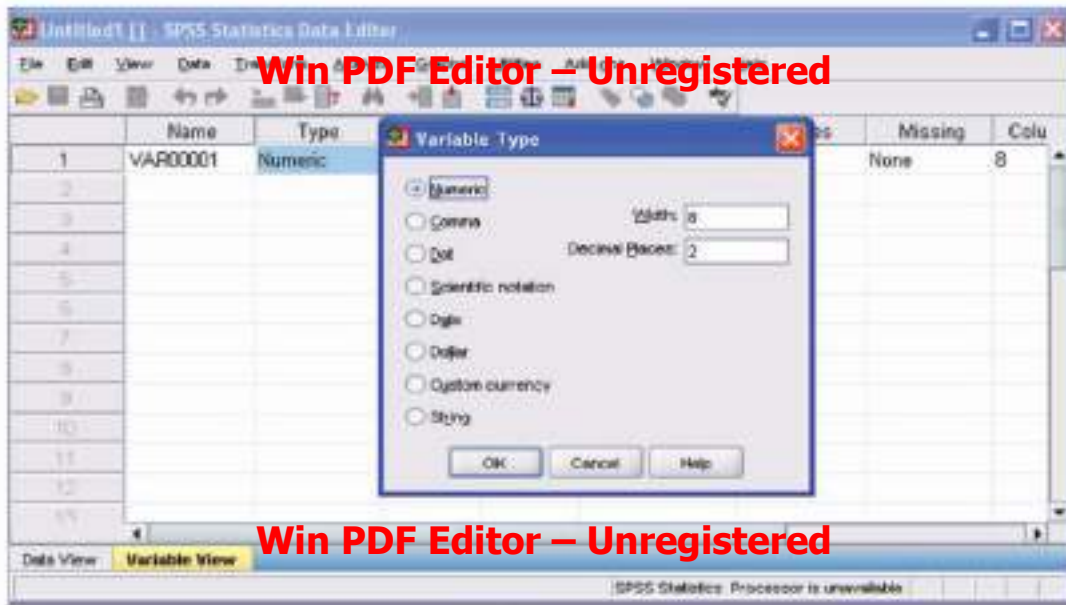 Untitled1 [] - SPSS Statistics Data Editor
File Edit View Data
Win PDF Editor – Unregistered
Name Type Missing Colu
Variable Type
1 VAR00001 Numeric None 8
2
3
4
5
6
7
8
9
10
11
12
Numeric
Comma
Width: 8
Dot
Decimal Places: 2
Scientific notation
Date
Dollar
Custom currency
String
OK Cancel Help
Win PDF Editor – Unregistered
Data View Variable View
SPSS Statistics Processor is unavailable